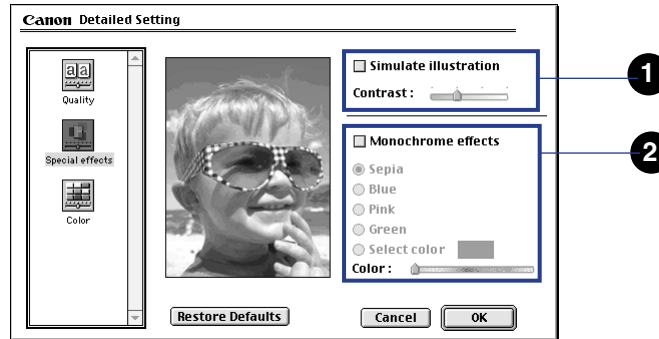 Canon Detailed Setting
aa
Quality
Special effects
Color
Simulate illustration
Contrast :
Monochrome effects
Sepia
Blue
Pink
Green
Select color
Color :
Restore Defaults
Cancel
OK
1
2